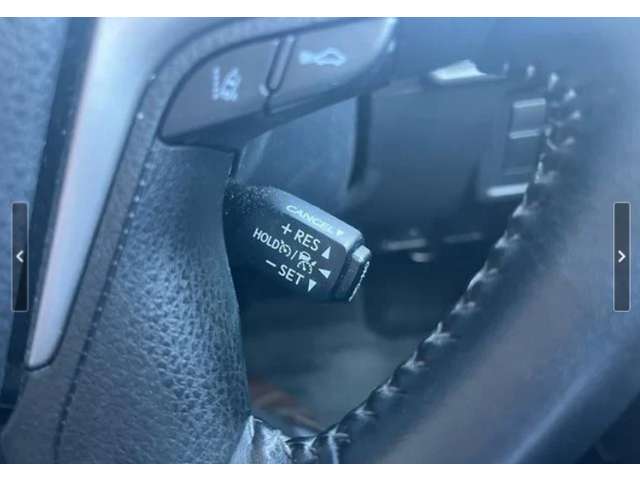 CANCEL▼
+ RES ▲
HOLD / ◄
− SET ▼